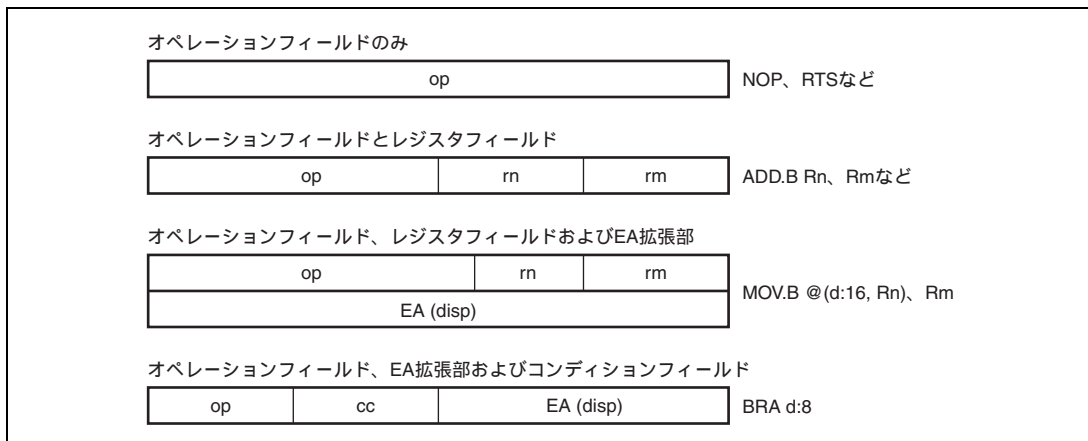 オペレーションフィールドのみ
op
NOP、RTSなど
オペレーションフィールドとレジスタフィールド
op rn rm
ADD.B Rn、Rmなど
オペレーションフィールド、レジスタフィールドおよびEA拡張部
op rn rm
EA (disp)
MOV.B @(d:16, Rn)、Rm
オペレーションフィールド、EA拡張部およびコンディションフィールド
op cc EA (disp)
BRA d:8